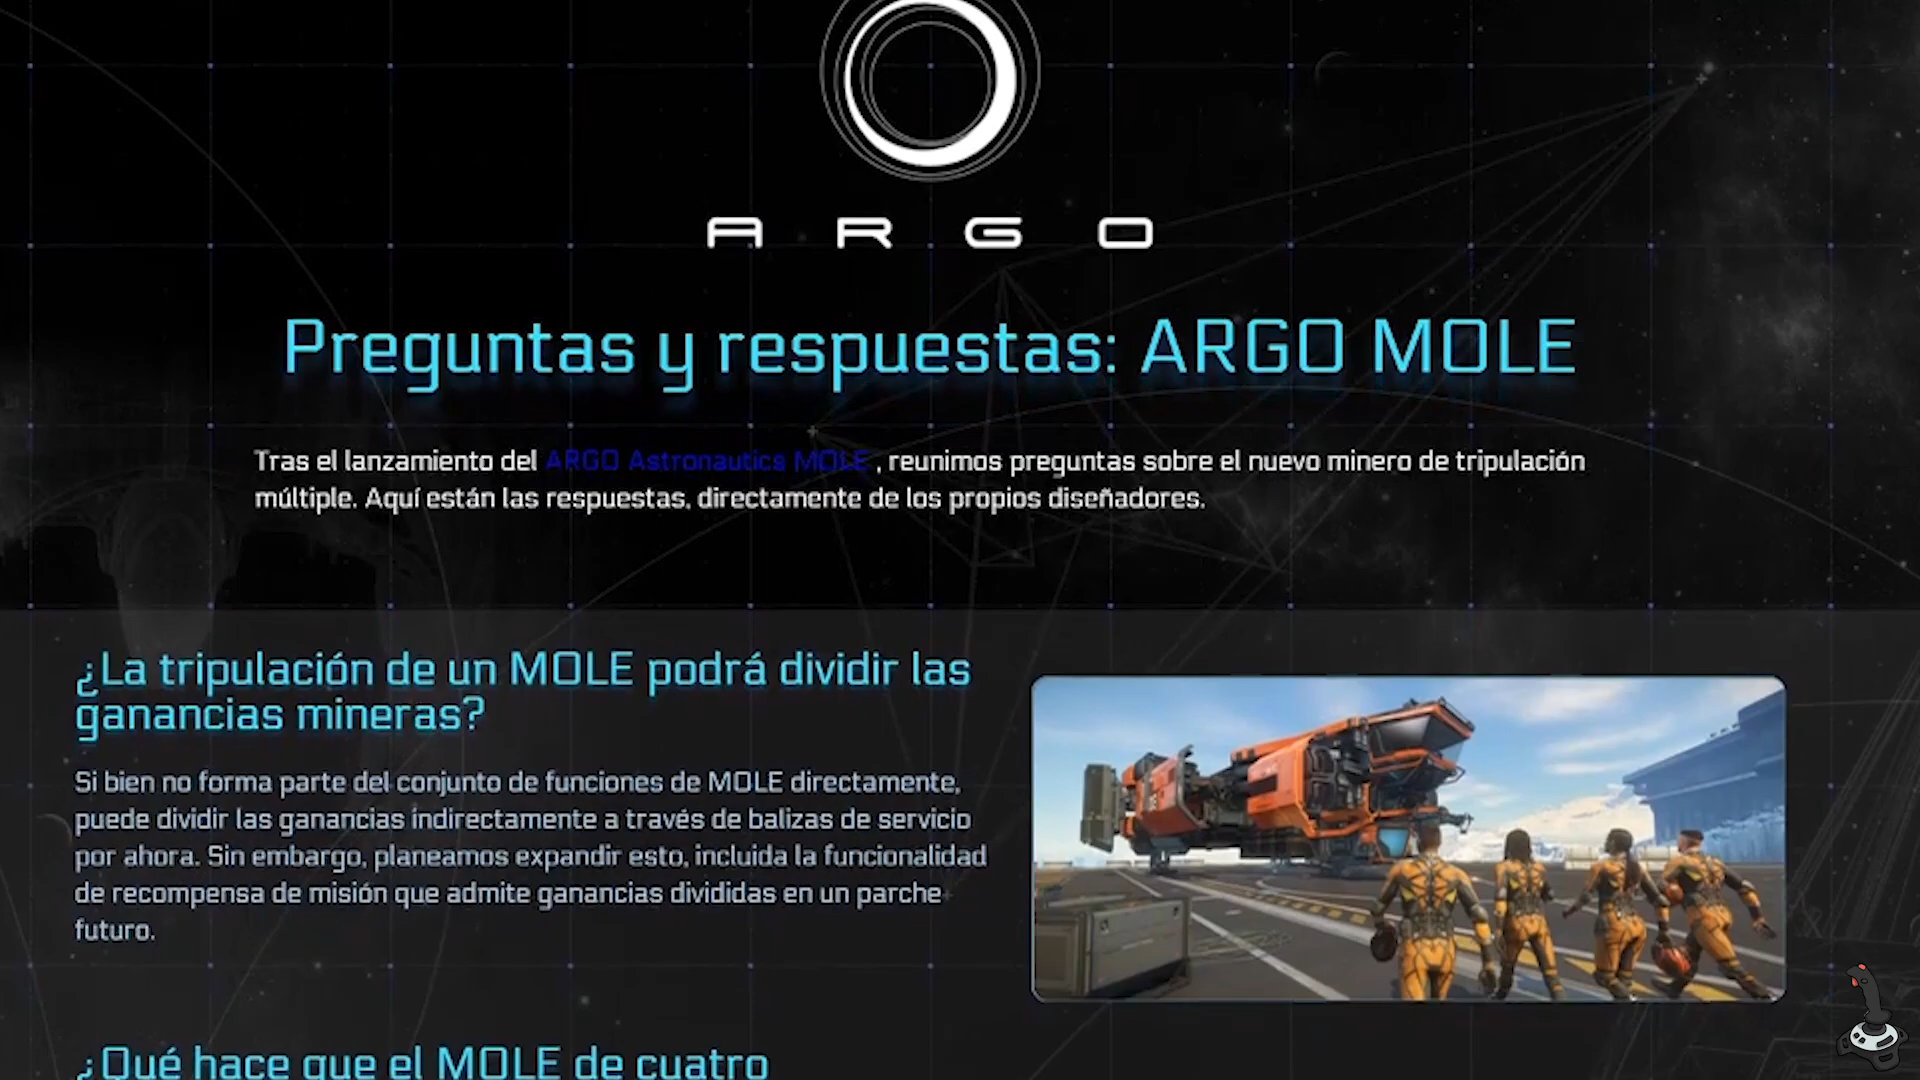 ARGO
Preguntas y respuestas: ARGO MOLE
Tras el lanzamiento del ARGO Astronautics MOLE , reunimos preguntas sobre el nuevo minero de tripulación
múltiple. Aquí están las respuestas, directamente de los propios diseñadores.
¿La tripulación de un MOLE podrá dividir las
ganancias mineras?
Si bien no forma parte del conjunto de funciones de MOLE directamente,
puede dividir las ganancias indirectamente a través de balizas de servicio
por ahora. Sin embargo, planeamos expandir esto, incluida la funcionalidad
de recompensa de misión que admite ganancias divididas en un parche
futuro.
¿Qué hace que el MOLE de cuatro